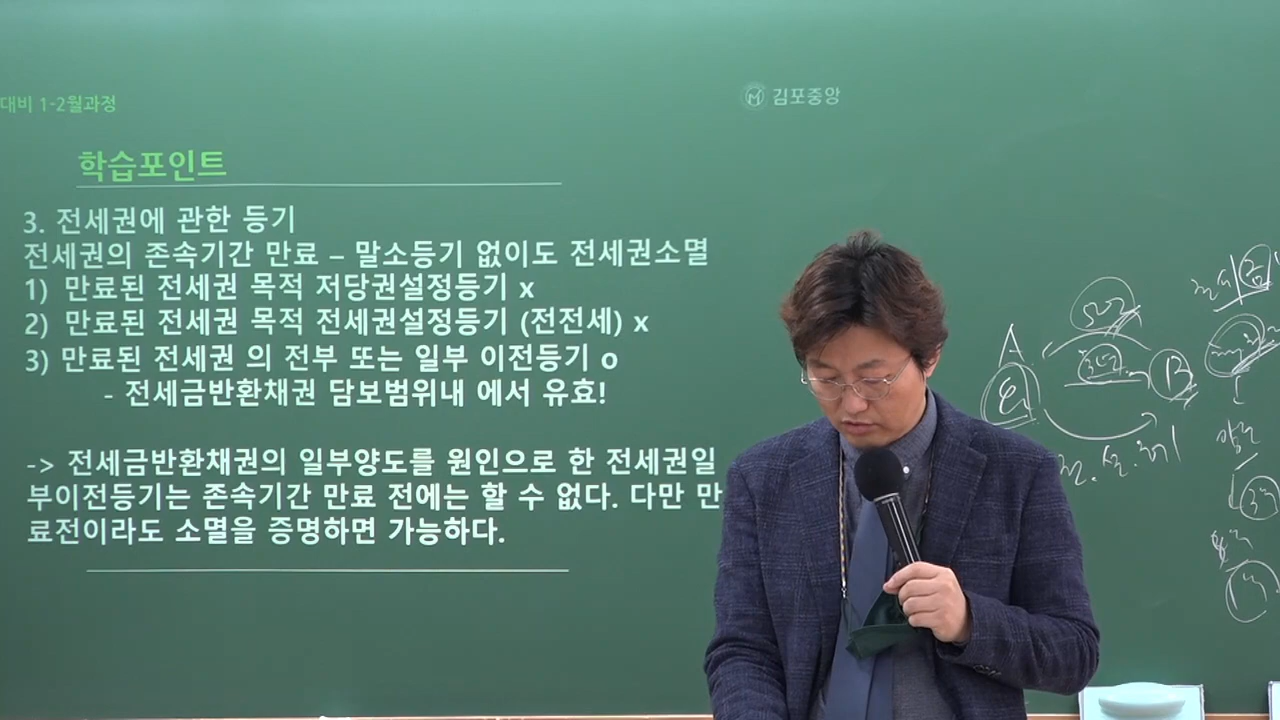 대비 1-2월과정
김포중앙
학습포인트
3. 전세권에 관한 등기
전세권의 존속기간 만료 – 말소등기 없이도 전세권소멸
1) 만료된 전세권 목적 저당권설정등기 x
2) 만료된 전세권 목적 전세권설정등기 (전전세) x
3) 만료된 전세권 의 전부 또는 일부 이전등기 o
- 전세금반환채권 담보범위내 에서 유효!
-> 전세금반환채권의 일부양도를 원인으로 한 전세권일
부이전등기는 존속기간 만료 전에는 할 수 없다. 다만 만
료전이라도 소멸을 증명하면 가능하다.
A
B